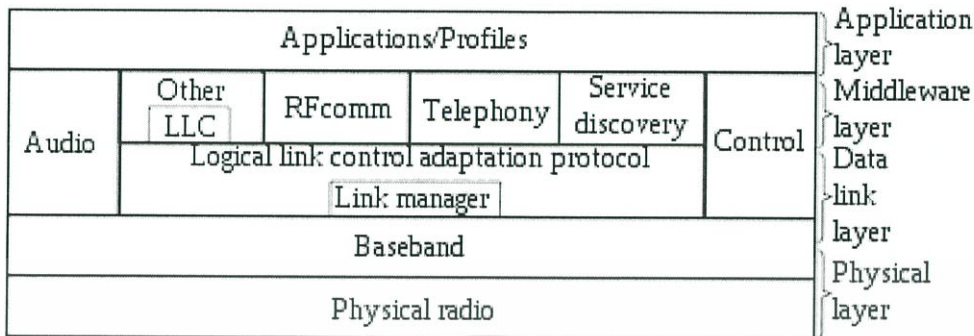 Applications/Profiles
Application
layer
Audio
Other
LLC
RFcomm
Telephony
Service
discovery
Control
Middleware
layer
Logical link control adaptation protocol
Link manager
Data
link
layer
Baseband
Physical radio
Physical
layer